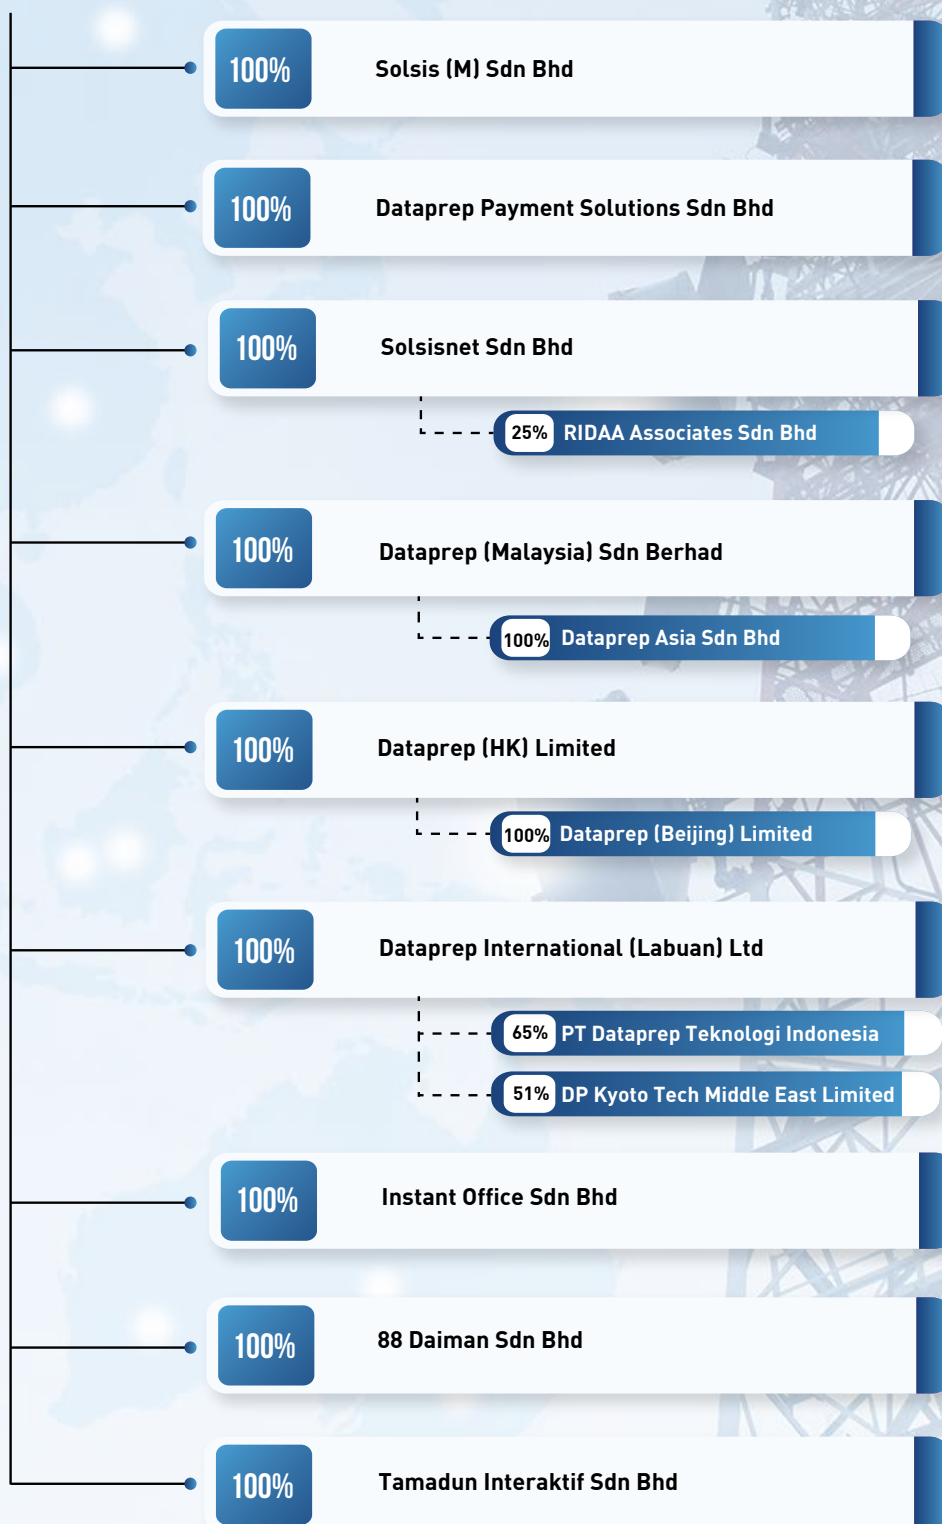 100% Solsis (M) Sdn Bhd
100% Dataprep Payment Solutions Sdn Bhd
100% Solsisnet Sdn Bhd
25% RIDAA Associates Sdn Bhd
100% Dataprep (Malaysia) Sdn Berhad
100% Dataprep Asia Sdn Bhd
100% Dataprep (HK) Limited
100% Dataprep (Beijing) Limited
100% Dataprep International (Labuan) Ltd
65% PT Dataprep Teknologi Indonesia
51% DP Kyoto Tech Middle East Limited
100% Instant Office Sdn Bhd
100% 88 Daiman Sdn Bhd
100% Tamadun Interaktif Sdn Bhd